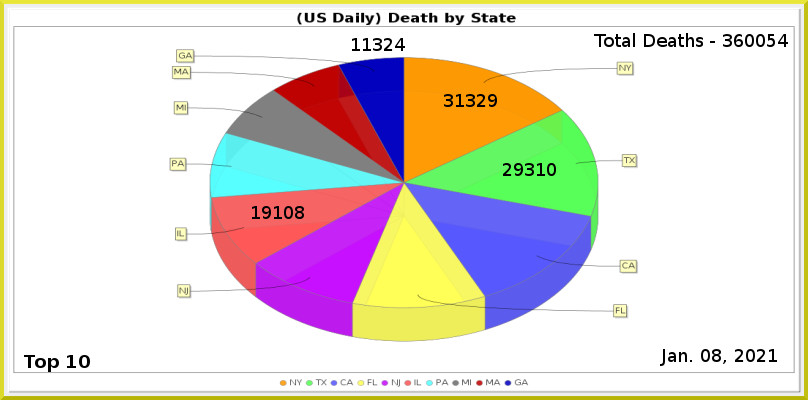 (US Daily) Death by State
Total Deaths - 360054
11324
GA
MA
NY
31329
MI
TX
PA
29310
19108
IL
CA
NJ
FL
Top 10
Jan. 08, 2021
NY TX CA FL NJ IL PA MI MA GA